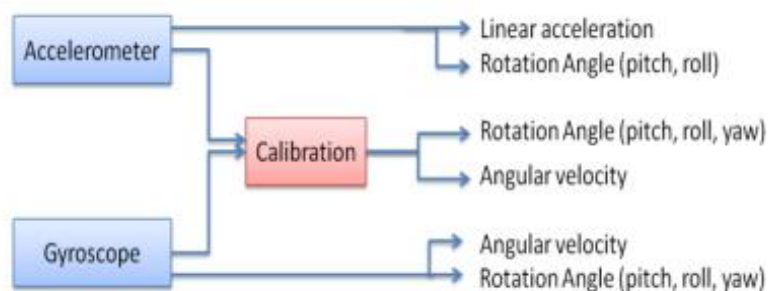 Accelerometer
Linear acceleration
Rotation Angle (pitch, roll)
Calibration
Rotation Angle (pitch, roll, yaw)
Angular velocity
Gyroscope
Angular velocity
Rotation Angle (pitch, roll, yaw)